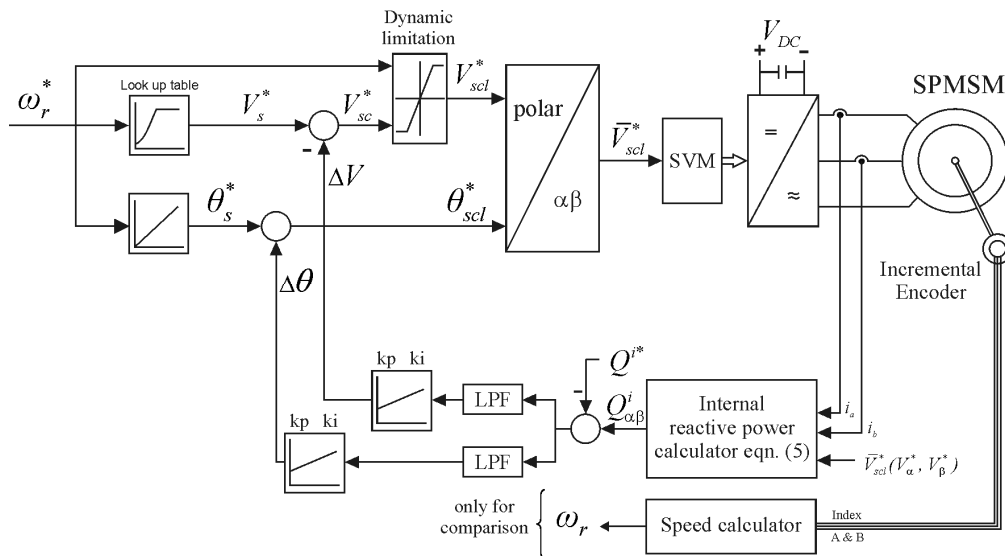 Dynamic
limitation
V_DC
+ -
SPMSM
ω_r^*
Look up table
V_s^*
V_sc^*
V_scl^*
-
ΔV
polar
αβ
V̄_scl^*
SVM
=
≈
θ_s^*
θ_scl^*
Δθ
Incremental
Encoder
kp ki
LPF
kp ki
LPF
Q^i*
-
Q_αβ^i
Internal
reactive power
calculator eqn. (5)
i_a
i_b
V̄_scl^*(V_α^*, V_β^*)
only for
comparison
{
ω_r
Speed calculator
Index
A & B